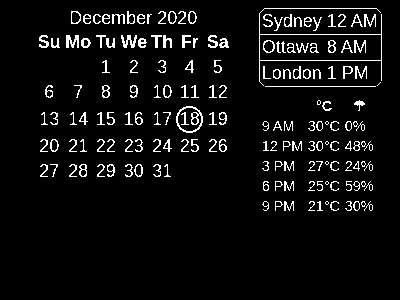 December 2020
Su Mo Tu We Th Fr Sa
1 2 3 4 5
6 7 8 9 10 11 12
13 14 15 16 17 18 19
20 21 22 23 24 25 26
27 28 29 30 31
Sydney 12 AM
Ottawa 8 AM
London 1 PM
°C ☂
9 AM 30°C 0%
12 PM 30°C 48%
3 PM 27°C 24%
6 PM 25°C 59%
9 PM 21°C 30%